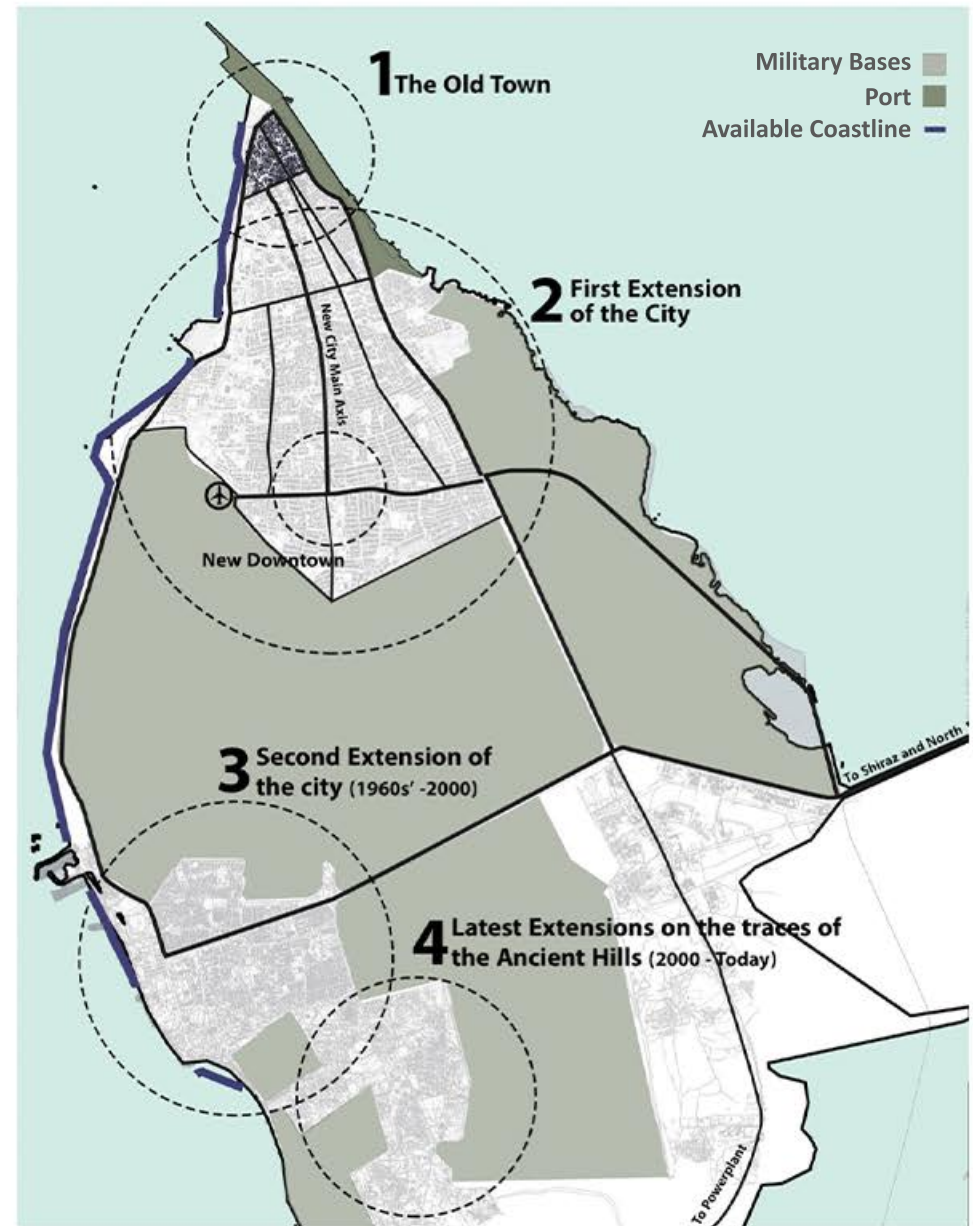 1 The Old Town
Military Bases
Port
Available Coastline
2 First Extension
of the City
New City Main Axis
New Downtown
3 Second Extension of
the city (1960s' -2000)
To Shiraz and North
4 Latest Extensions on the traces of
the Ancient Hills (2000 - Today)
To Powerplant